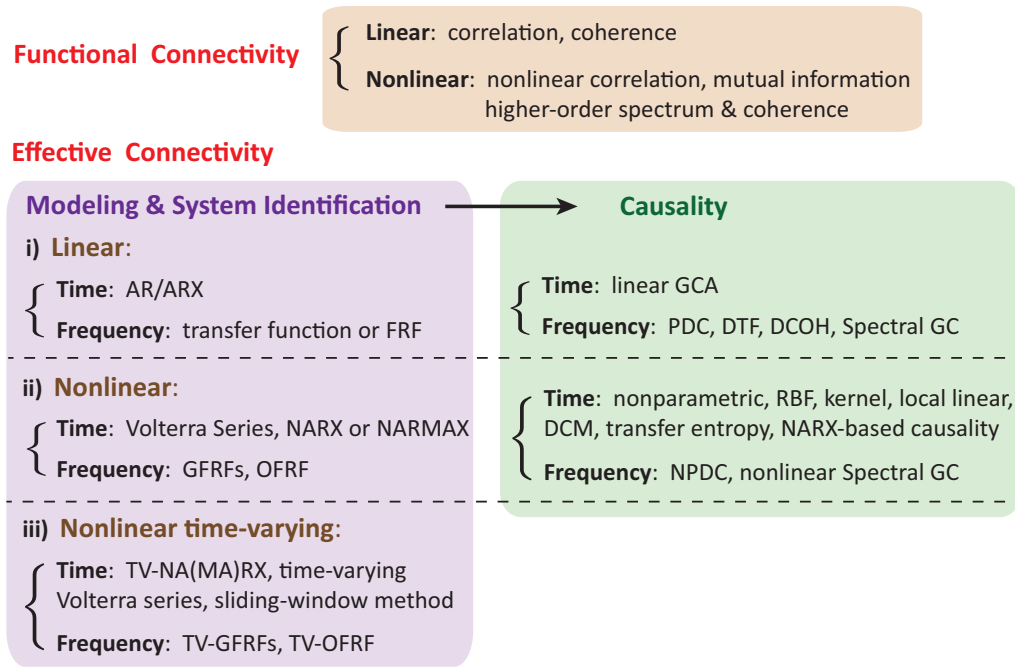 Functional Connectivity
Linear: correlation, coherence
Nonlinear: nonlinear correlation, mutual information
higher-order spectrum & coherence
Effective Connectivity
Modeling & System Identification
Causality
i) Linear:
Time: AR/ARX
Frequency: transfer function or FRF
Time: linear GCA
Frequency: PDC, DTF, DCOH, Spectral GC
ii) Nonlinear:
Time: Volterra Series, NARX or NARMAX
Frequency: GFRFs, OFRF
Time: nonparametric, RBF, kernel, local linear,
DCM, transfer entropy, NARX-based causality
Frequency: NPDC, nonlinear Spectral GC
iii) Nonlinear time-varying:
Time: TV-NA(MA)RX, time-varying
Volterra series, sliding-window method
Frequency: TV-GFRFs, TV-OFRF